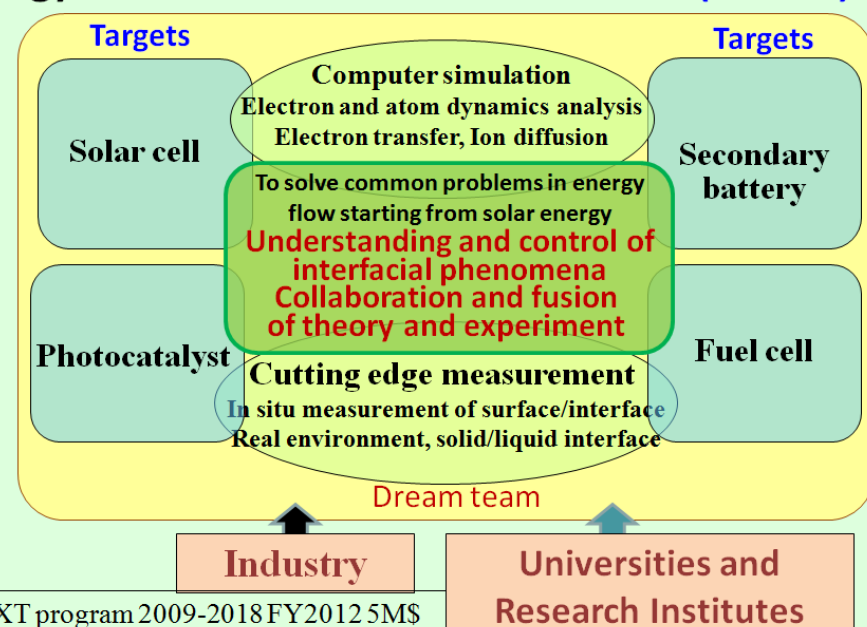 Targets
Targets
Computer simulation
Electron and atom dynamics analysis
Electron transfer, Ion diffusion
Solar cell
Secondary
battery
To solve common problems in energy
flow starting from solar energy
Understanding and control of
interfacial phenomena
Collaboration and fusion
of theory and experiment
Photocatalyst
Fuel cell
Cutting edge measurement
In situ measurement of surface/interface
Real environment, solid/liquid interface
Dream team
Industry
Universities and
Research Institutes
XT program 2009-2018 FY2012 5M$